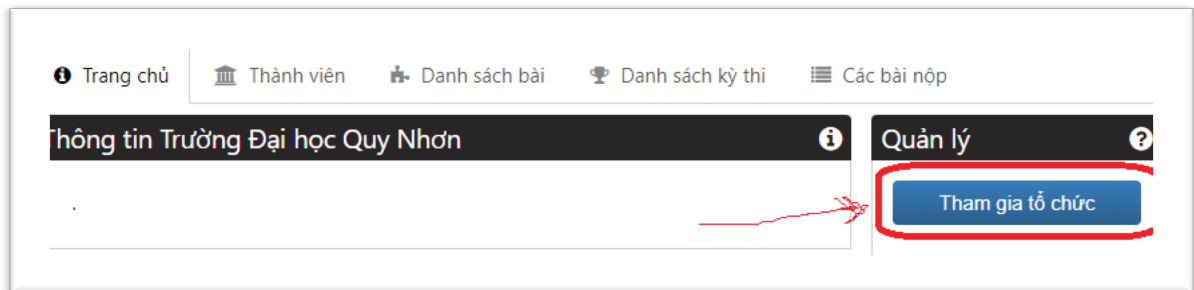 Trang chủ Thành viên Danh sách bài Danh sách kỳ thi Các bài nộp
Thông tin Trường Đại học Quy Nhơn
.
Quản lý
Tham gia tổ chức